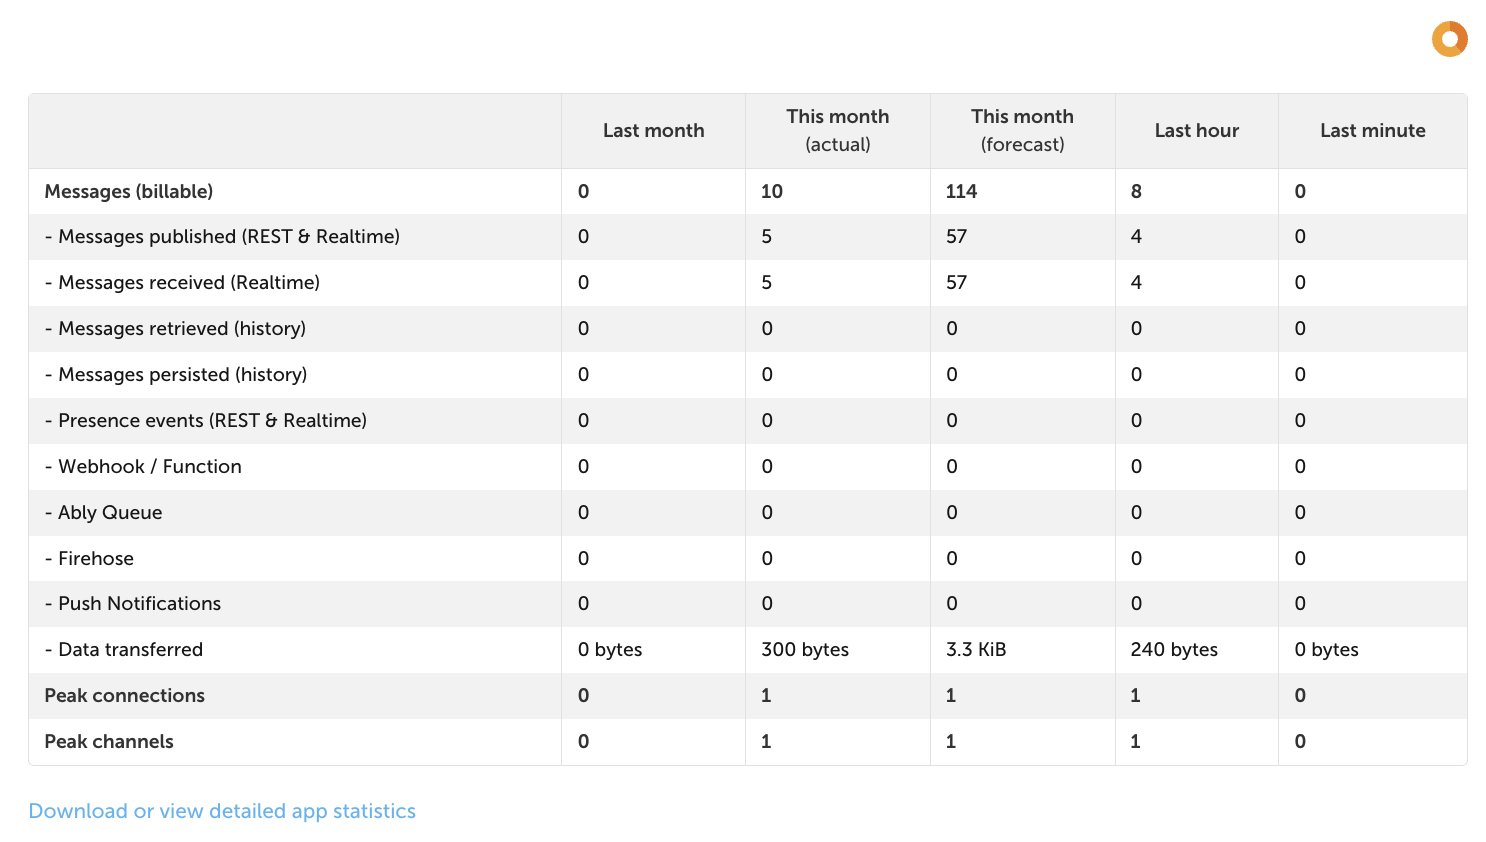 Last month This month (actual) This month (forecast) Last hour Last minute
Messages (billable) 0 10 114 8 0
- Messages published (REST & Realtime) 0 5 57 4 0
- Messages received (Realtime) 0 5 57 4 0
- Messages retrieved (history) 0 0 0 0 0
- Messages persisted (history) 0 0 0 0 0
- Presence events (REST & Realtime) 0 0 0 0 0
- Webhook / Function 0 0 0 0 0
- Ably Queue 0 0 0 0 0
- Firehose 0 0 0 0 0
- Push Notifications 0 0 0 0 0
- Data transferred 0 bytes 300 bytes 3.3 KiB 240 bytes 0 bytes
Peak connections 0 1 1 1 0
Peak channels 0 1 1 1 0
Download or view detailed app statistics